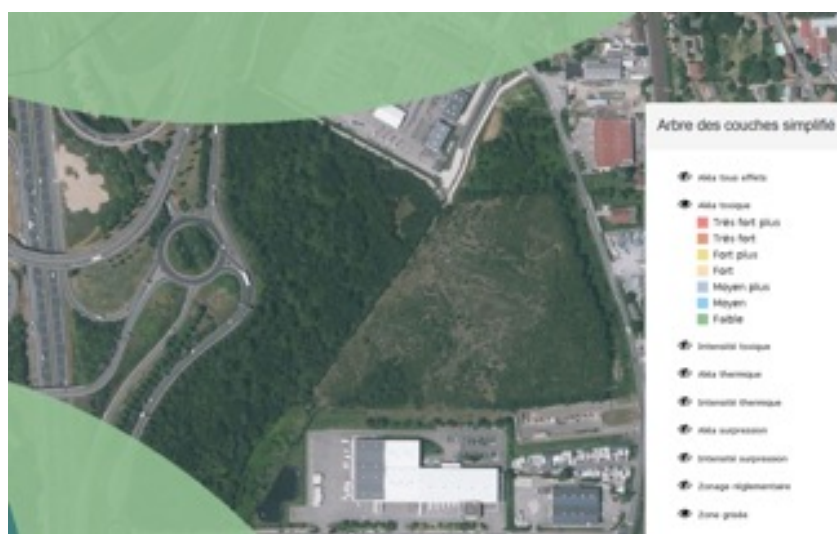 Arbre des couches simplifié
Aléa tous effets
Aléa toxique
Très fort plus
Très fort
Fort plus
Fort
Moyen plus
Moyen
Faible
Intensité toxique
Aléa thermique
Intensité thermique
Aléa surpression
Intensité surpression
Zonage réglementaire
Zone grisée